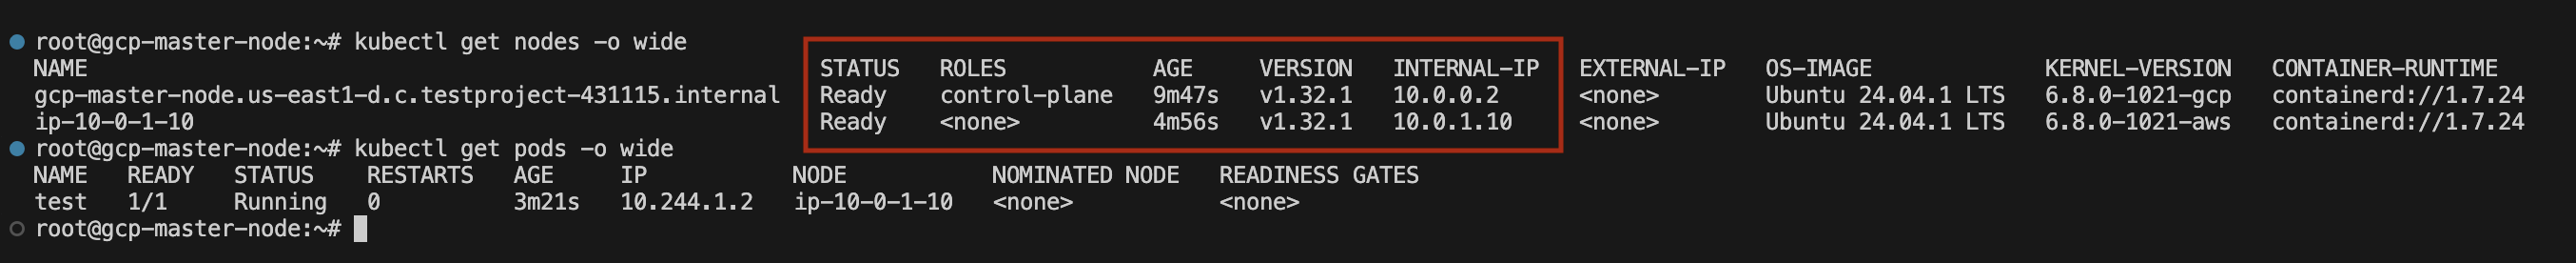 root@gcp-master-node:~# kubectl get nodes -o wide
NAME STATUS ROLES AGE VERSION INTERNAL-IP EXTERNAL-IP OS-IMAGE KERNEL-VERSION CONTAINER-RUNTIME
gcp-master-node.us-east1-d.c.testproject-431115.internal Ready control-plane 9m47s v1.32.1 10.0.0.2 <none> Ubuntu 24.04.1 LTS 6.8.0-1021-gcp containerd://1.7.24
ip-10-0-1-10 Ready <none> 4m56s v1.32.1 10.0.1.10 <none> Ubuntu 24.04.1 LTS 6.8.0-1021-aws containerd://1.7.24
root@gcp-master-node:~# kubectl get pods -o wide
NAME READY STATUS RESTARTS AGE IP NODE NOMINATED NODE READINESS GATES
test 1/1 Running 0 3m21s 10.244.1.2 ip-10-0-1-10 <none> <none>
root@gcp-master-node:~#